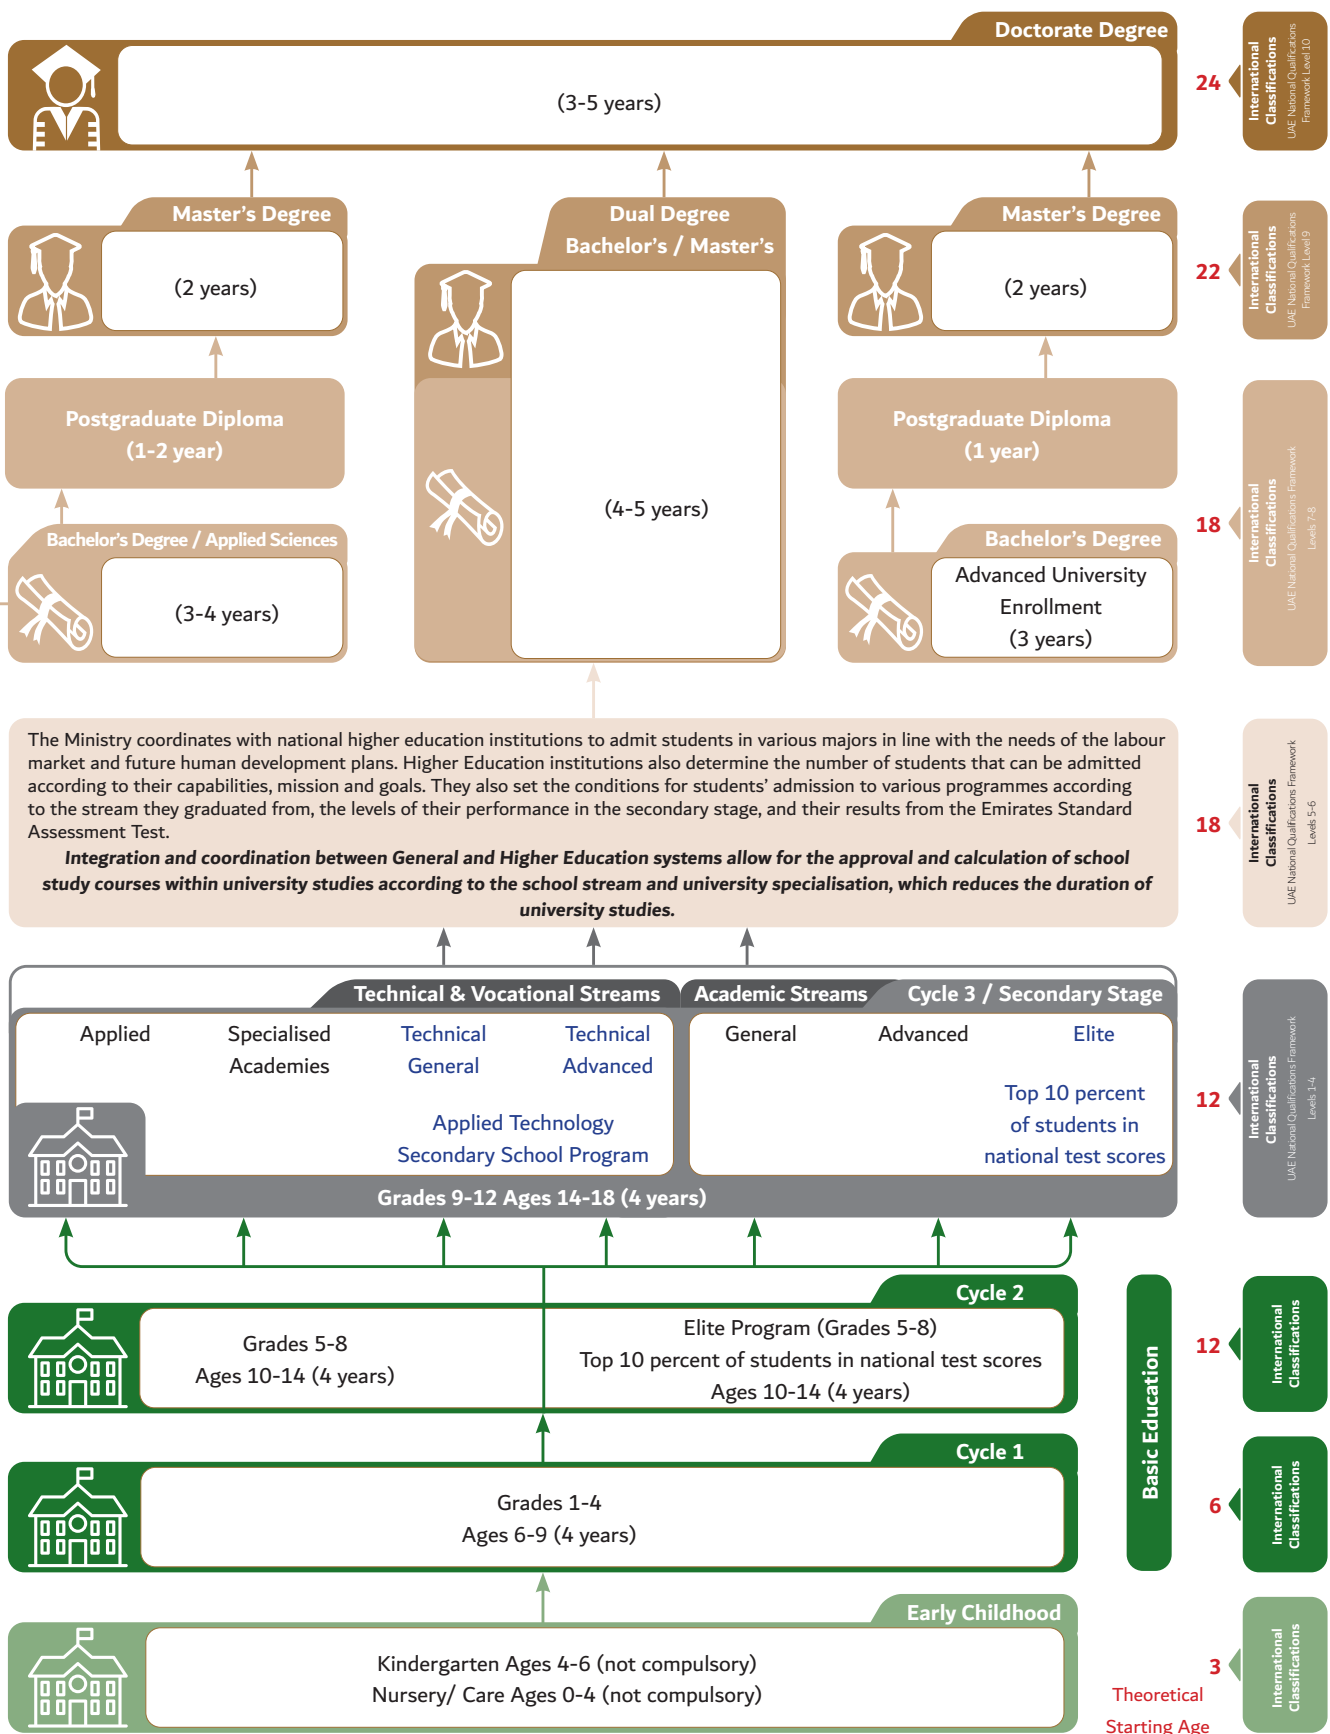 Doctorate Degree
(3-5 years)
24
International
Classifications
UAE National Qualifications
Framework Level 10
Master's Degree
(2 years)
Dual Degree
Bachelor's / Master's
(4-5 years)
Master's Degree
(2 years)
22
International
Classifications
UAE National Qualifications
Framework Level 9
Postgraduate Diploma
(1-2 year)
Postgraduate Diploma
(1 year)
Bachelor's Degree / Applied Sciences
(3-4 years)
Bachelor's Degree
Advanced University
Enrollment
(3 years)
18
International
Classifications
UAE National Qualifications Framework
Levels 7-8
The Ministry coordinates with national higher education institutions to admit students in various majors in line with the needs of the labour
market and future human development plans. Higher Education institutions also determine the number of students that can be admitted
according to their capabilities, mission and goals. They also set the conditions for students' admission to various programmes according
to the stream they graduated from, the levels of their performance in the secondary stage, and their results from the Emirates Standard
Assessment Test.
Integration and coordination between General and Higher Education systems allow for the approval and calculation of school
study courses within university studies according to the school stream and university specialisation, which reduces the duration of
university studies.
18
International
Classifications
UAE National Qualifications Framework
Levels 5-6
Technical & Vocational Streams
Academic Streams
Cycle 3 / Secondary Stage
Applied
Specialised
Academies
Technical
General
Technical
Advanced
Applied Technology
Secondary School Program
General
Advanced
Elite
Top 10 percent
of students in
national test scores
Grades 9-12 Ages 14-18 (4 years)
12
International
Classifications
UAE National Qualifications Framework
Levels 1-4
Cycle 2
Grades 5-8
Ages 10-14 (4 years)
Elite Program (Grades 5-8)
Top 10 percent of students in national test scores
Ages 10-14 (4 years)
Basic Education
12
International
Classifications
Cycle 1
Grades 1-4
Ages 6-9 (4 years)
6
International
Classifications
Early Childhood
Kindergarten Ages 4-6 (not compulsory)
Nursery/ Care Ages 0-4 (not compulsory)
3
Theoretical
Starting Age
International
Classifications